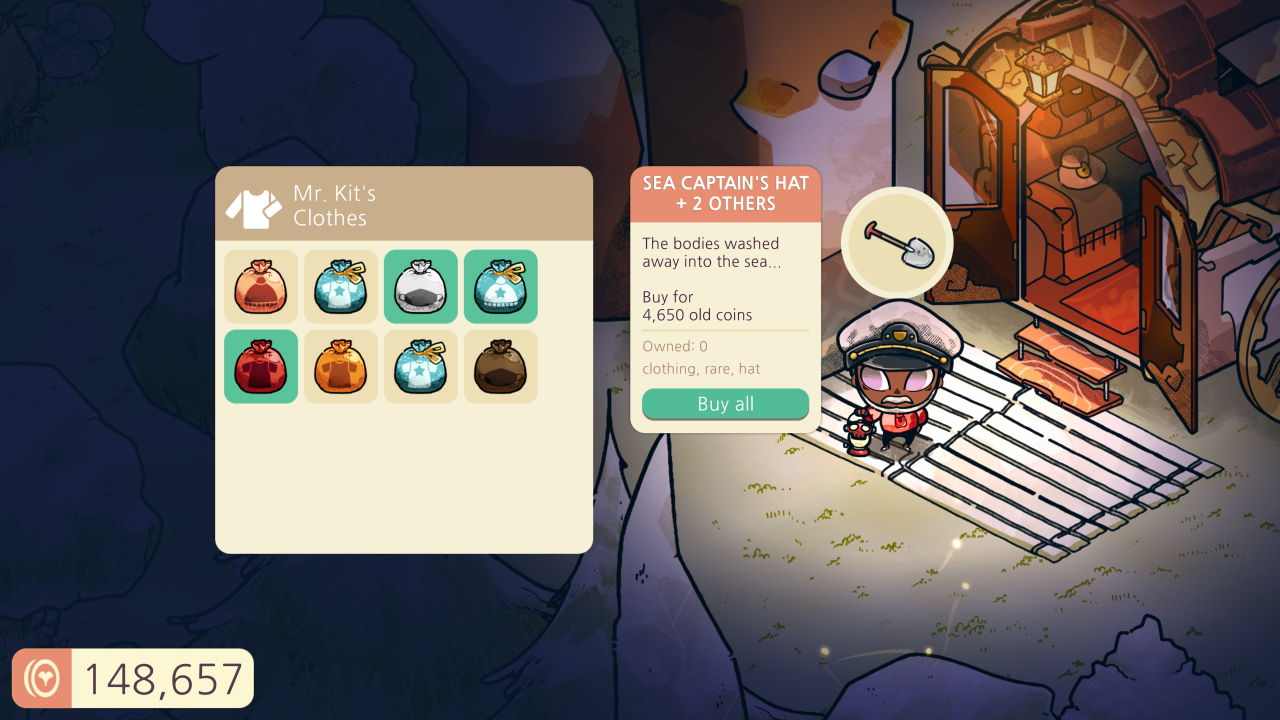 Mr. Kit's
Clothes
SEA CAPTAIN'S HAT
+ 2 OTHERS
The bodies washed
away into the sea...
Buy for
4,650 old coins
Owned: 0
clothing, rare, hat
Buy all
148,657